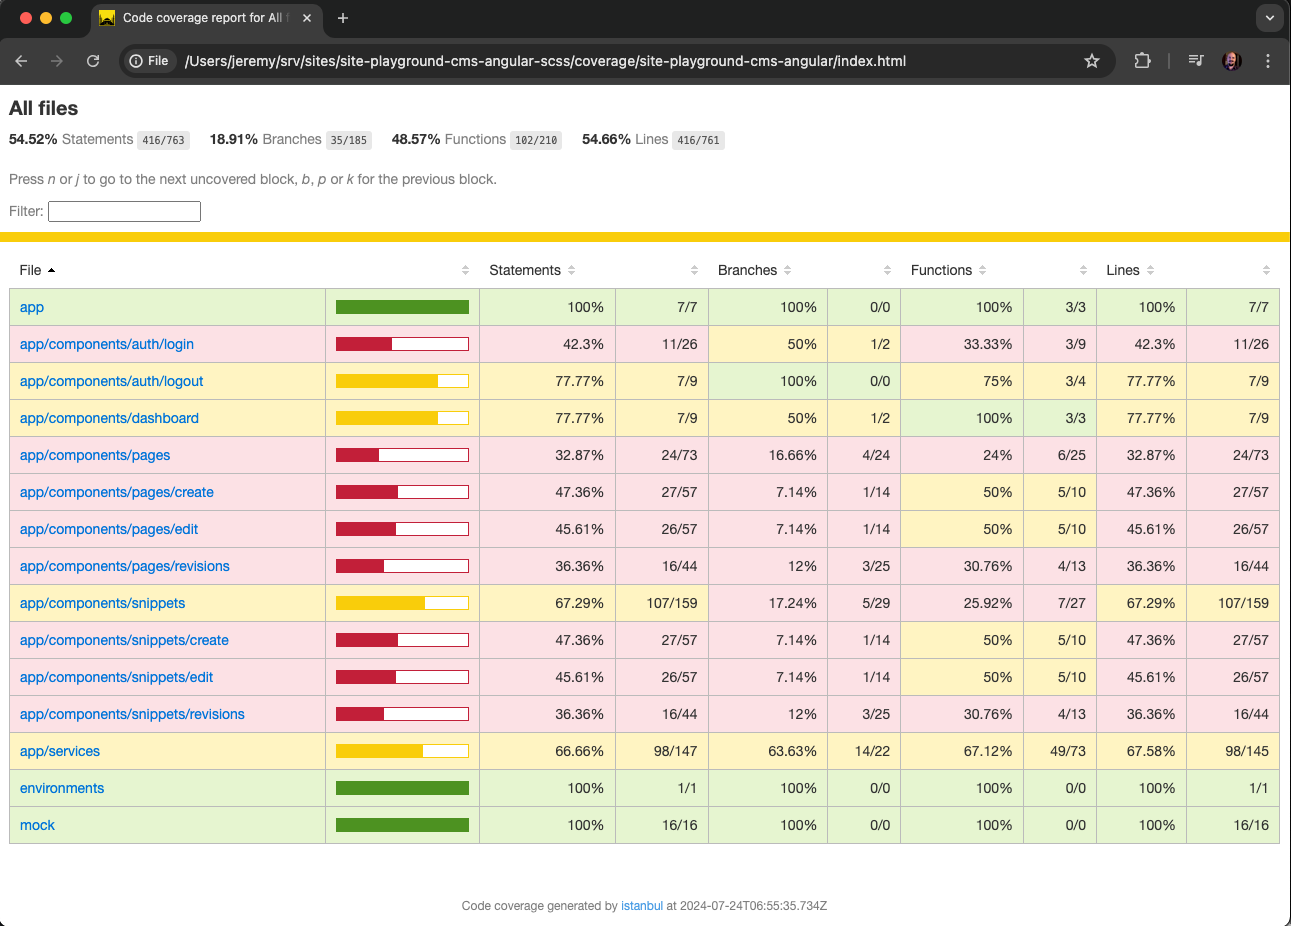 Code coverage report for All f
File /Users/jeremy/srv/sites/site-playground-cms-angular-scss/coverage/site-playground-cms-angular/index.html
All files
54.52% Statements 416/763 18.91% Branches 35/185 48.57% Functions 102/210 54.66% Lines 416/761
Press n or j to go to the next uncovered block, b, p or k for the previous block.
Filter:
File Statements Branches Functions Lines
app 100% 7/7 100% 0/0 100% 3/3 100% 7/7
app/components/auth/login 42.3% 11/26 50% 1/2 33.33% 3/9 42.3% 11/26
app/components/auth/logout 77.77% 7/9 100% 0/0 75% 3/4 77.77% 7/9
app/components/dashboard 77.77% 7/9 50% 1/2 100% 3/3 77.77% 7/9
app/components/pages 32.87% 24/73 16.66% 4/24 24% 6/25 32.87% 24/73
app/components/pages/create 47.36% 27/57 7.14% 1/14 50% 5/10 47.36% 27/57
app/components/pages/edit 45.61% 26/57 7.14% 1/14 50% 5/10 45.61% 26/57
app/components/pages/revisions 36.36% 16/44 12% 3/25 30.76% 4/13 36.36% 16/44
app/components/snippets 67.29% 107/159 17.24% 5/29 25.92% 7/27 67.29% 107/159
app/components/snippets/create 47.36% 27/57 7.14% 1/14 50% 5/10 47.36% 27/57
app/components/snippets/edit 45.61% 26/57 7.14% 1/14 50% 5/10 45.61% 26/57
app/components/snippets/revisions 36.36% 16/44 12% 3/25 30.76% 4/13 36.36% 16/44
app/services 66.66% 98/147 63.63% 14/22 67.12% 49/73 67.58% 98/145
environments 100% 1/1 100% 0/0 100% 0/0 100% 1/1
mock 100% 16/16 100% 0/0 100% 0/0 100% 16/16
Code coverage generated by istanbul at 2024-07-24T06:55:35.734Z